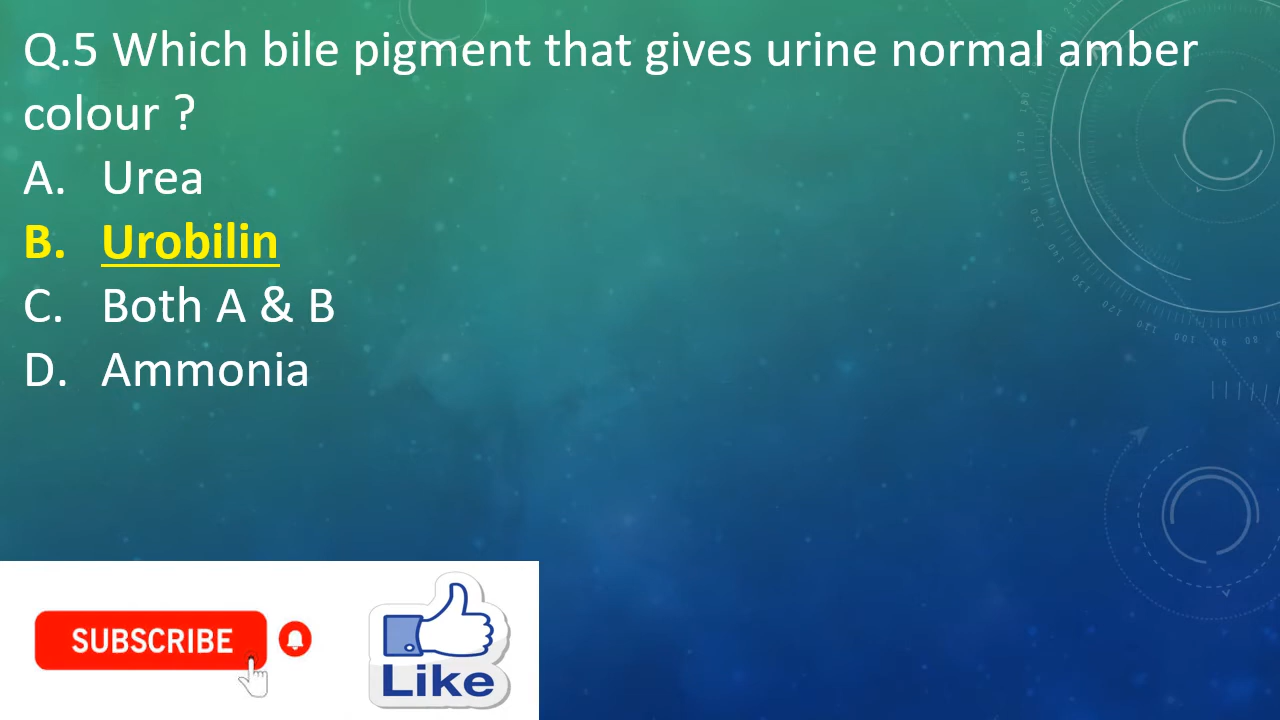 Q.5 Which bile pigment that gives urine normal amber
colour ?
A. Urea
B. Urobilin
C. Both A & B
D. Ammonia
SUBSCRIBE
Like